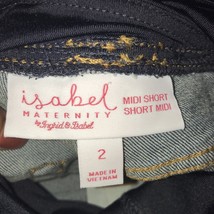 isabel
MATERNITY
by Ingrid & Isabel
MIDI SHORT
SHORT MIDI
2
MADE IN
VIETNAM